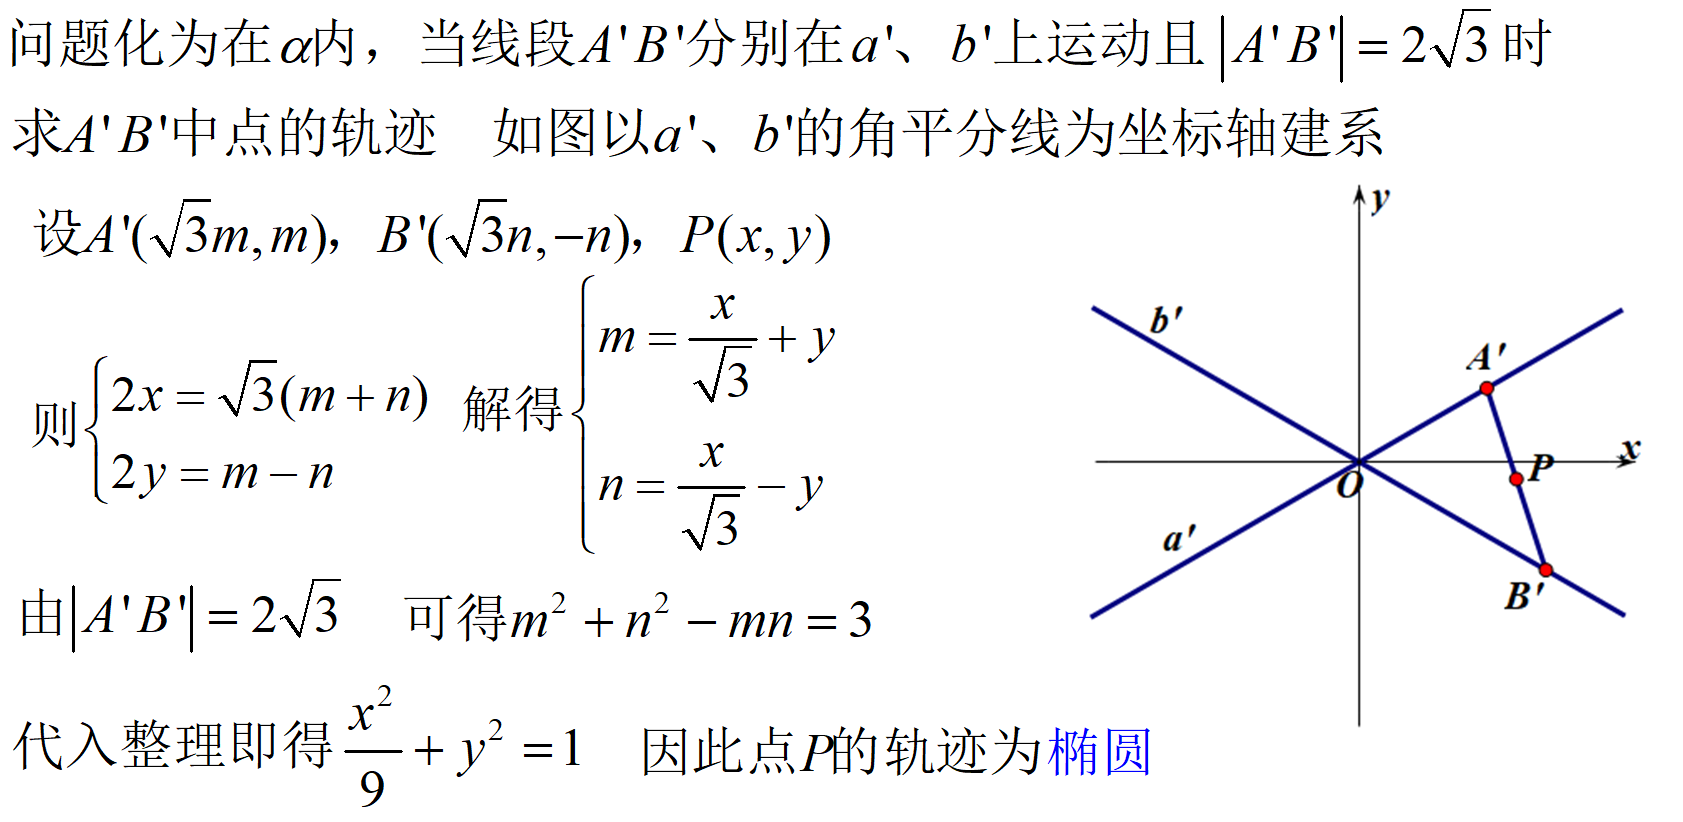 问题化为在α内，当线段A'B'分别在a'、b'上运动且|A'B'|=2√3时
求A'B'中点的轨迹 如图以a'、b'的角平分线为坐标轴建系
设A'(√3m,m)，B'(√3n,−n)，P(x,y)
则{2x=√3(m+n) 2y=m−n 解得{m=x/√3+y n=x/√3−y
由|A'B'|=2√3 可得m²+n²−mn=3
代入整理即得x²/9+y²=1 因此点P的轨迹为椭圆
y
b'
A'
x
O
P
a'
B'